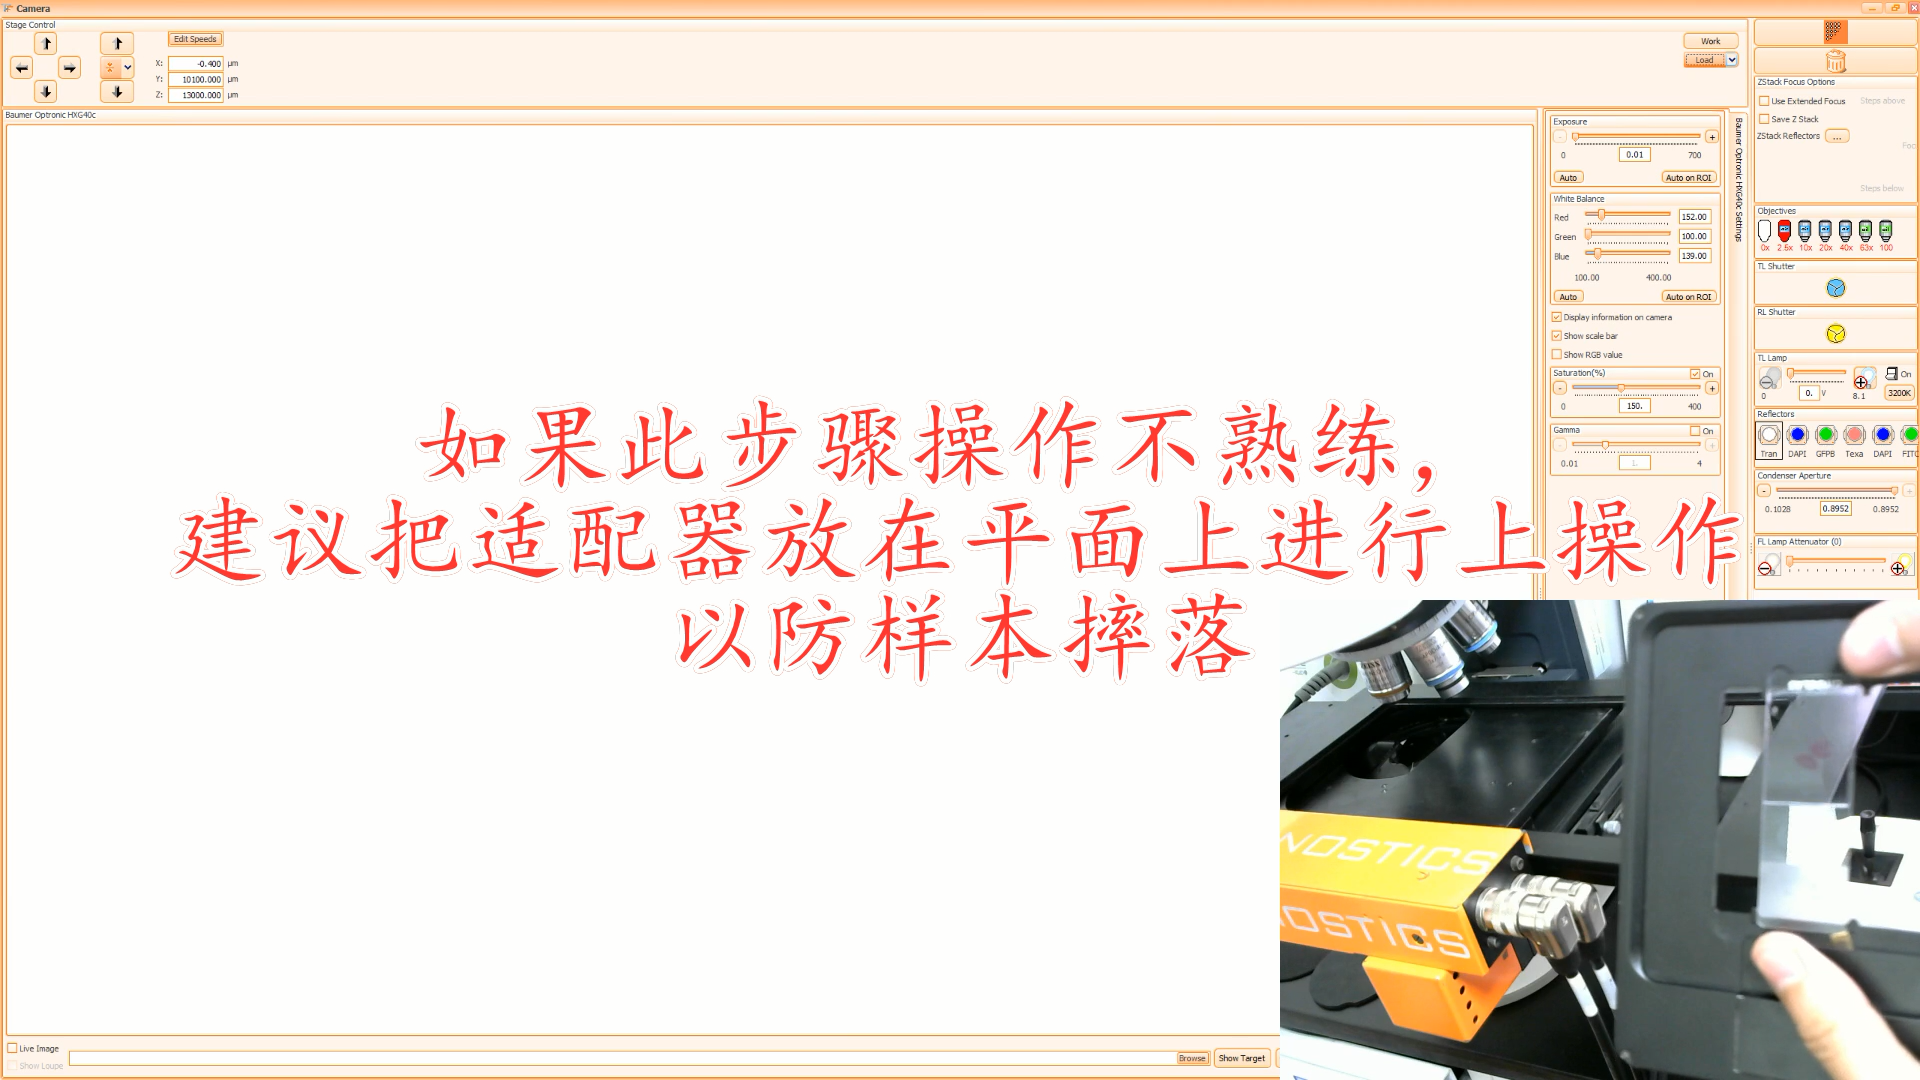 Camera
Stage Control
Edit Speeds
X: -0.400 µm
Y: 10100.000 µm
Z: 13000.000 µm
Work
Load
Baumer Optronic HXG40c
Exposure
0 0.01 700
Auto Auto on ROI
White Balance
Red 152.00
Green 100.00
Blue 139.00
100.00 400.00
Auto Auto on ROI
Display information on camera
Show scale bar
Show RGB value
Saturation(%) On
0 150. 400
Gamma On
0.01 1. 4
Baumer Optronic HXG40c Settings
ZStack Focus Options
Use Extended Focus Steps above
Save Z Stack
ZStack Reflectors ...
Foc
Steps below
Objectives
0x 2.5x 10x 20x 40x 63x 100
TL Shutter
RL Shutter
TL Lamp
On
0 0. V 8.1 3200K
Reflectors
Tran DAPI GFPB Texa DAPI FITC
Condenser Aperture
0.1028 0.8952 0.8952
FL Lamp Attenuator (0)
如果此步骤操作不熟练，
建议把适配器放在平面上进行上操作
以防样本摔落
NOSTICS
NOSTICS
Live Image
Show Loupe
Browse Show Target